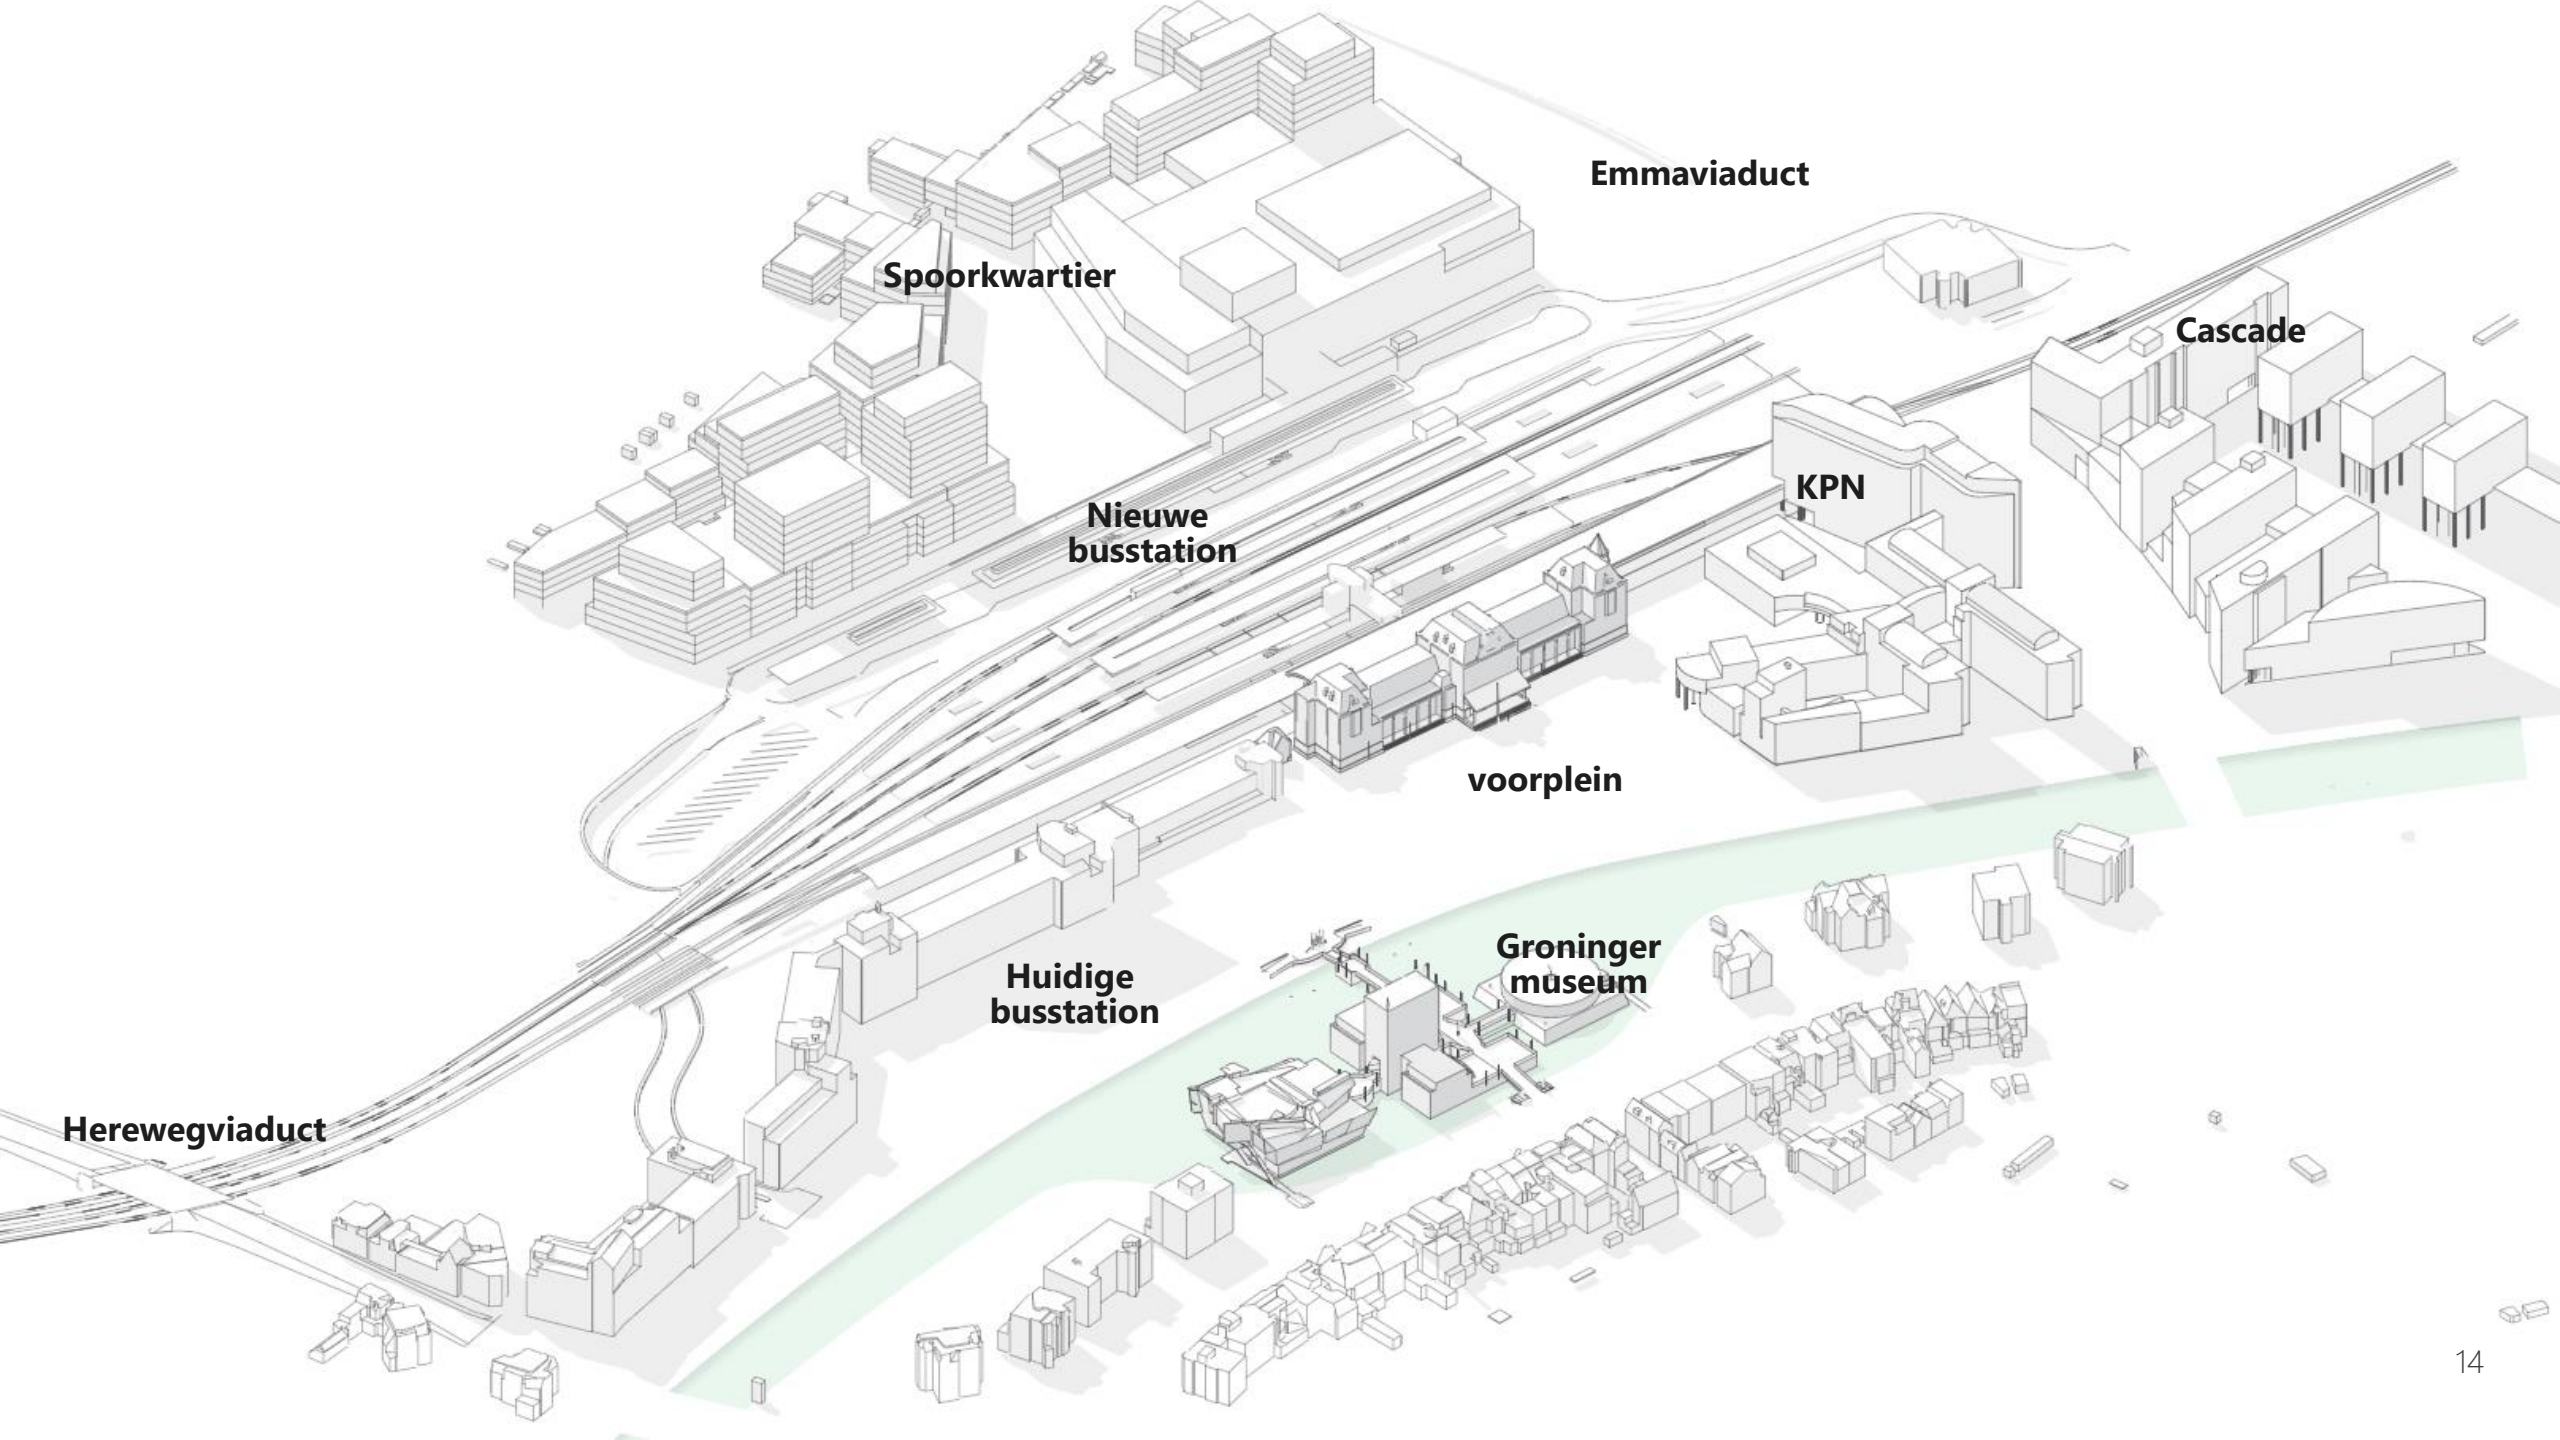 Emmaviaduct
Spoorkwartier
Cascade
KPN
Nieuwe
busstation
voorplein
Groninger
museum
Huidige
busstation
Herewegviaduct
14